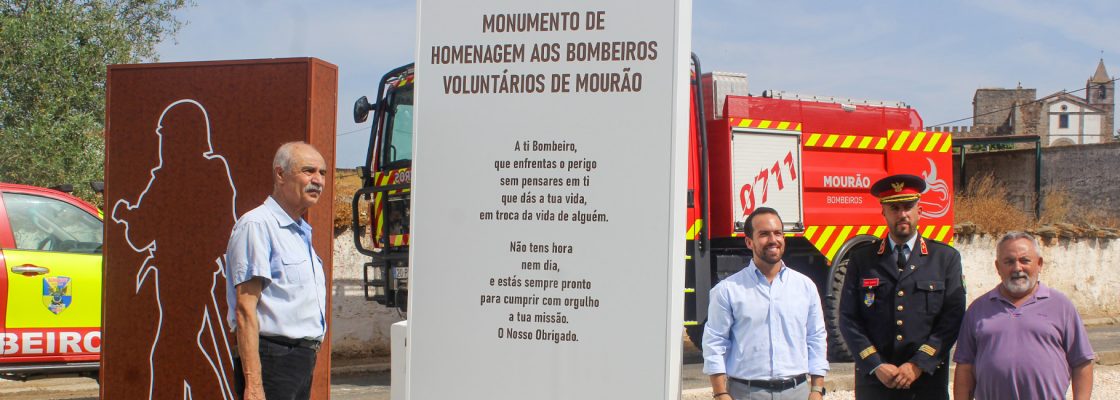 MONUMENTO DE
HOMENAGEM AOS BOMBEIROS
VOLUNTÁRIOS DE MOURÃO
A ti Bombeiro,
que enfrentas o perigo
sem pensares em ti
que dás a tua vida,
em troca da vida de alguém.
Não tens hora
nem dia,
e estás sempre pronto
para cumprir com orgulho
a tua missão.
O Nosso Obrigado.
0'711
MOURÃO
BOMBEIROS
BEIRO